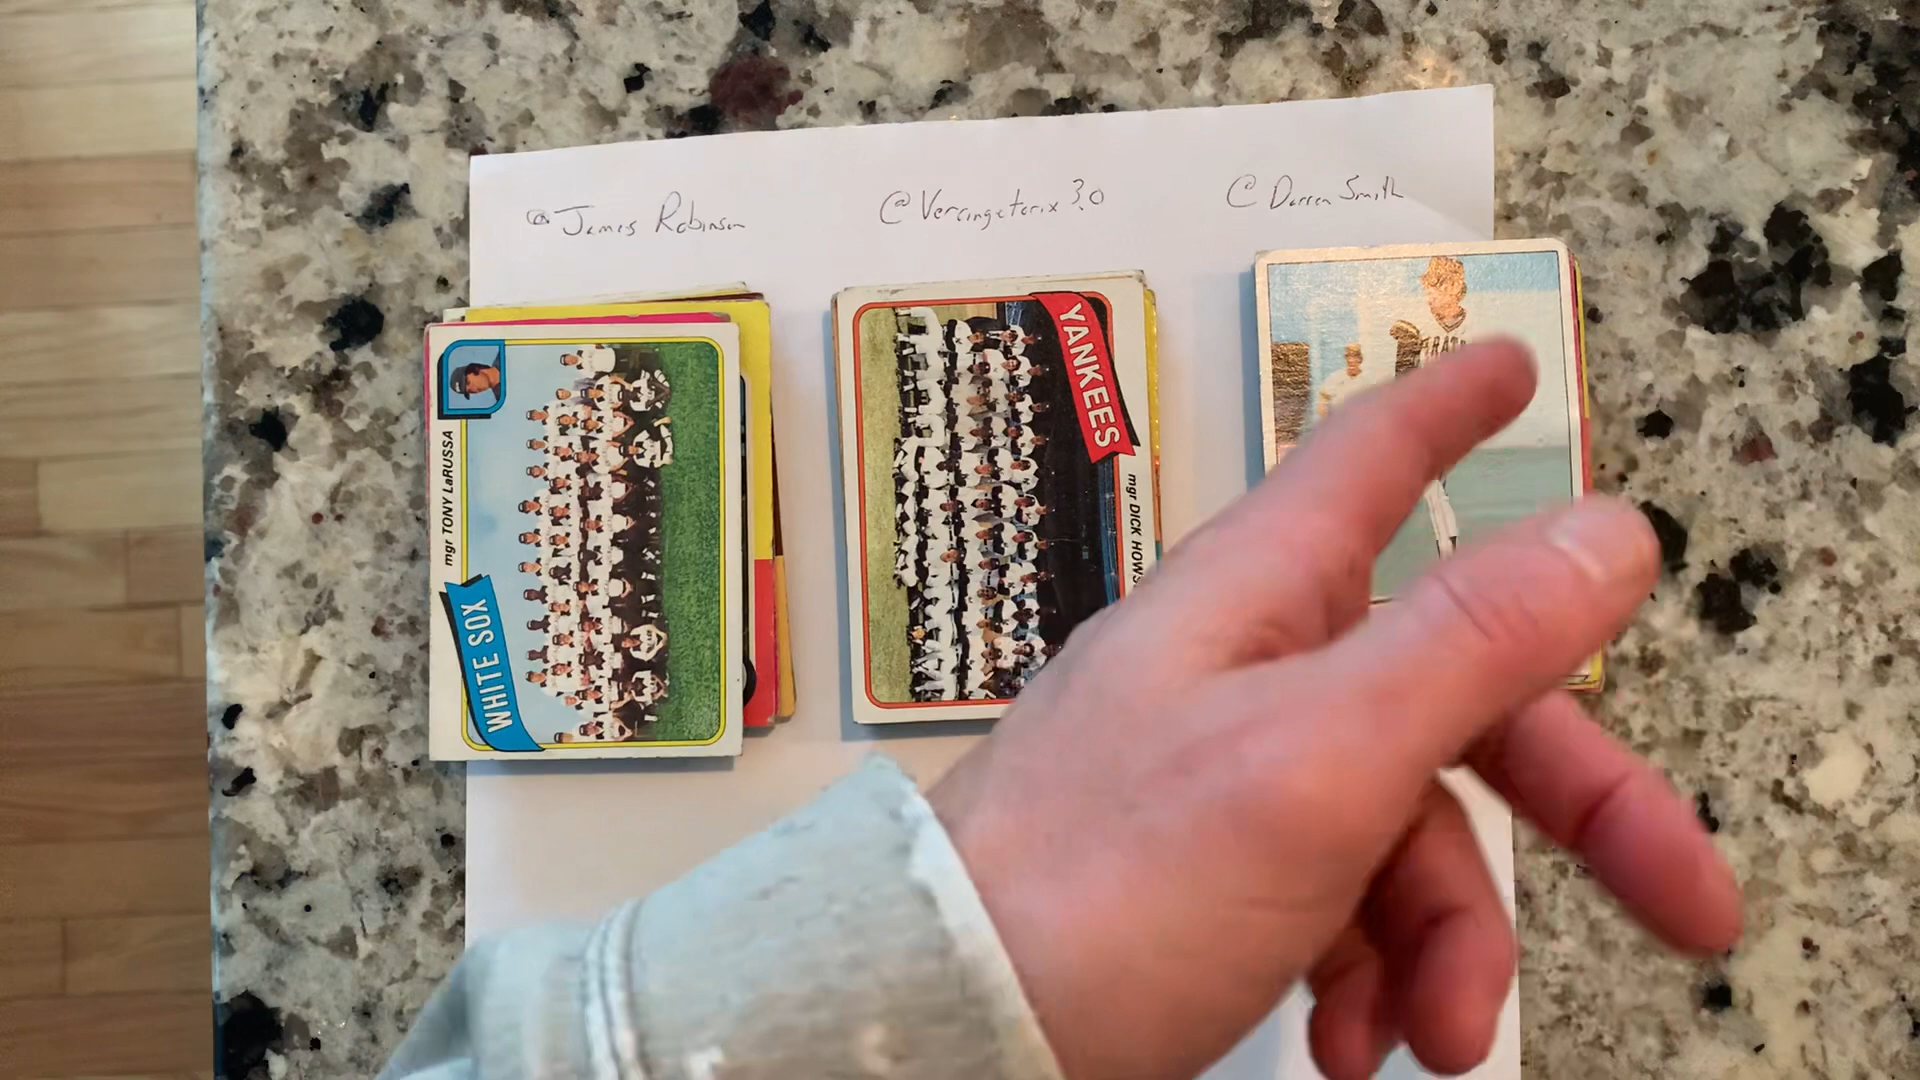 @James Robinson
@Vercingetorix 3.0
@Darren Smith
mgr TONY LaRUSSA
WHITE SOX
YANKEES
mgr DICK HOWS